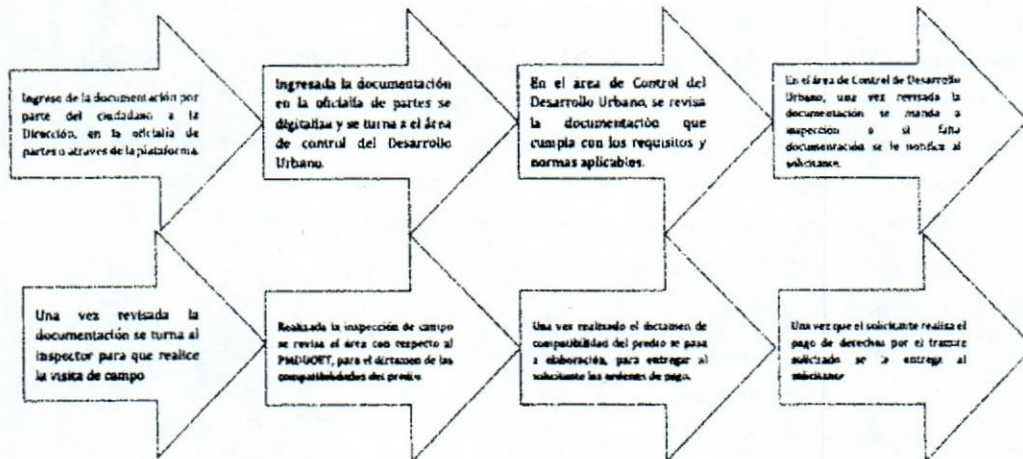 Ingreso de la documentación por
parte del ciudadano a la
Dirección, en la oficialía de
partes o atraves de la plataforma.
Ingresada la documentación
en la oficialía de partes se
digitaliza y se turna a el área
de control del Desarrollo
Urbano.
En el área de Control del
Desarrollo Urbano, se revisa
la documentación que
cumpla con los requisitos y
normas aplicables.
En el área de Control de Desarrollo
Urbano, una vez revisada la
documentación se manda a
inspección o si falta
documentación se le notifica al
solicitante.
Una vez revisada la
documentación se turna al
inspector para que realice
la visita de campo
Realizada la inspección de campo
se revisa el área con respecto al
PMDUOET, para el dictamen de las
compatibilidades del predio
Una vez realizado el dictamen de
compatibilidad del predio se pasa
a elaboración, para entregar al
solicitante las ordenes de pago.
Una vez que el solicitante realiza el
pago de derechos por el tramite
solicitado se le entrega al
solicitante